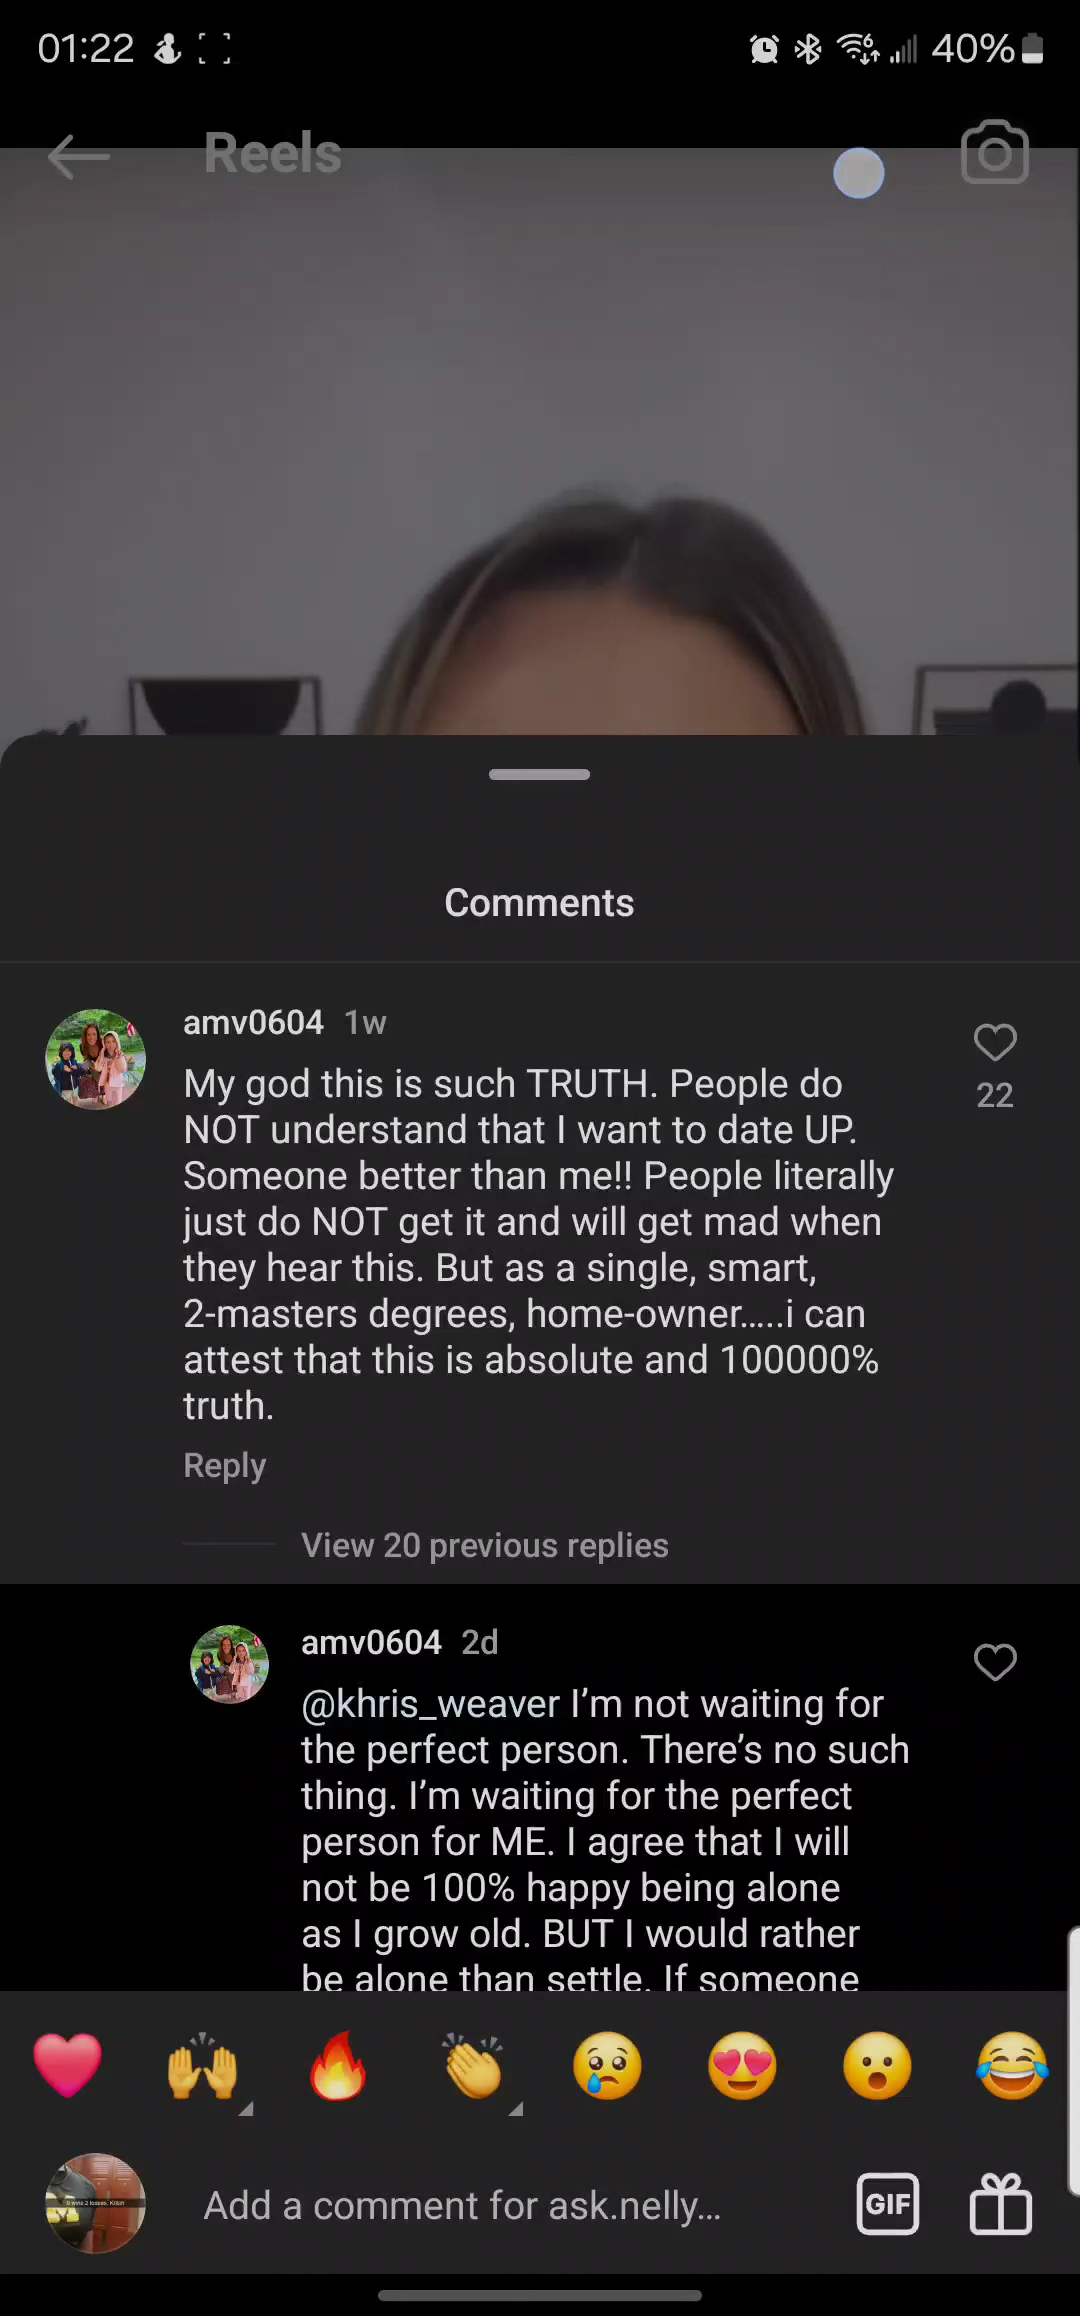 01:22
40%
Reels
Comments
amv0604 1w
My god this is such TRUTH. People do
NOT understand that I want to date UP.
Someone better than me!! People literally
just do NOT get it and will get mad when
they hear this. But as a single, smart,
2-masters degrees, home-owner.....i can
attest that this is absolute and 100000%
truth.
22
Reply
View 20 previous replies
amv0604 2d
@khris_weaver I’m not waiting for
the perfect person. There’s no such
thing. I’m waiting for the perfect
person for ME. I agree that I will
not be 100% happy being alone
as I grow old. BUT I would rather
be alone than settle. If someone
Add a comment for ask.nelly...
GIF